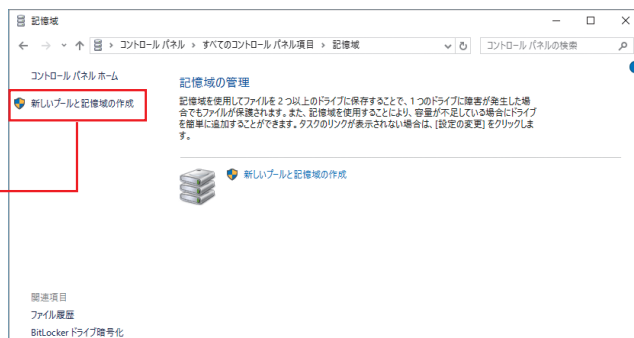 記憶域
コントロール パネル › すべてのコントロール パネル項目 › 記憶域
コントロール パネルの検索
コントロール パネル ホーム
新しいプールと記憶域の作成
記憶域の管理
記憶域を使用してファイルを 2 つ以上のドライブに保存することで、1 つのドライブに障害が発生した場
合でもファイルが保護されます。また、記憶域を使用することにより、容量が不足している場合にドライブ
を簡単に追加することができます。タスクのリンクが表示されない場合は、[設定の変更] をクリックしま
す。
新しいプールと記憶域の作成
関連項目
ファイル履歴
BitLocker ドライブ暗号化